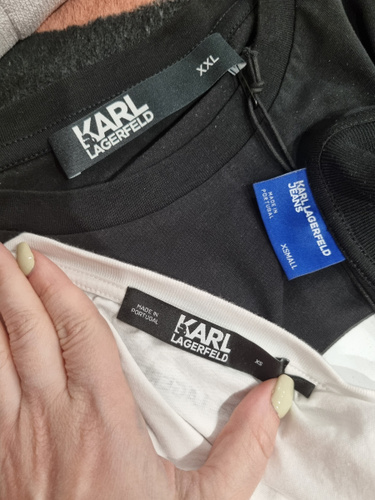 XXL
KARL
LAGERFELD
KARL LAGERFELD
JEANS
MADE IN
PORTUGAL
XSMALL
MADE IN
PORTUGAL
KARL
LAGERFELD
XS